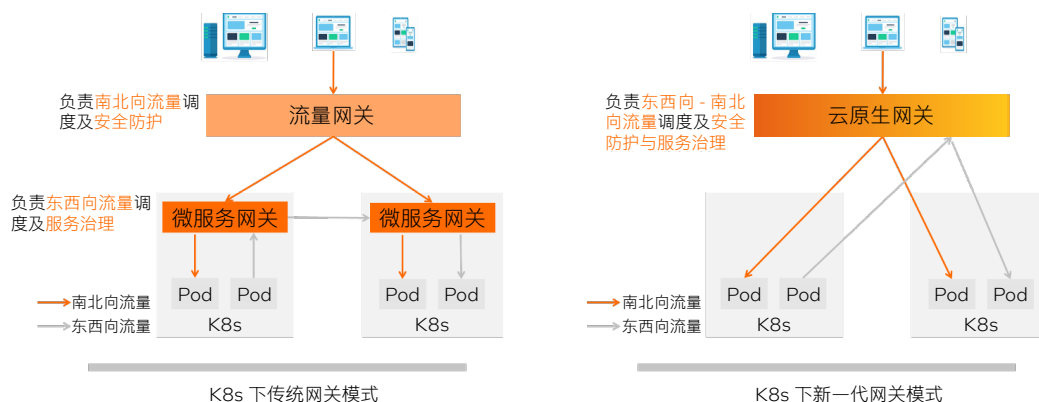 负责南北向流量调
度及安全防护
流量网关
负责东西向流量调
度及服务治理
微服务网关
微服务网关
Pod
Pod
Pod
Pod
K8s
K8s
南北向流量
东西向流量
K8s 下传统网关模式
负责东西向 - 南北
向流量调度及安全
防护与服务治理
云原生网关
Pod
Pod
Pod
Pod
K8s
K8s
南北向流量
东西向流量
K8s 下新一代网关模式